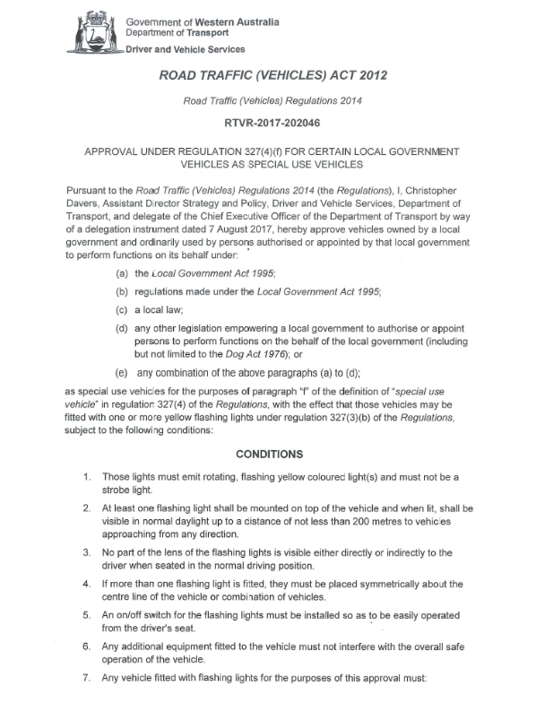 Government of Western Australia
Department of Transport
Driver and Vehicle Services
ROAD TRAFFIC (VEHICLES) ACT 2012
Road Traffic (Vehicles) Regulations 2014
RTVR-2017-202046
APPROVAL UNDER REGULATION 327(4)(f) FOR CERTAIN LOCAL GOVERNMENT
VEHICLES AS SPECIAL USE VEHICLES
Pursuant to the Road Traffic (Vehicles) Regulations 2014 (the Regulations), I, Christopher
Davers, Assistant Director Strategy and Policy, Driver and Vehicle Services, Department of
Transport, and delegate of the Chief Executive Officer of the Department of Transport by way
of a delegation instrument dated 7 August 2017, hereby approve vehicles owned by a local
government and ordinarily used by persons authorised or appointed by that local government
to perform functions on its behalf under:
(a) the Local Government Act 1995;
(b) regulations made under the Local Government Act 1995;
(c) a local law;
(d) any other legislation empowering a local government to authorise or appoint
persons to perform functions on the behalf of the local government (including
but not limited to the Dog Act 1976); or
(e) any combination of the above paragraphs (a) to (d);
as special use vehicles for the purposes of paragraph "f" of the definition of "special use
vehicle" in regulation 327(4) of the Regulations, with the effect that those vehicles may be
fitted with one or more yellow flashing lights under regulation 327(3)(b) of the Regulations,
subject to the following conditions:
CONDITIONS
1. Those lights must emit rotating, flashing yellow coloured light(s) and must not be a
strobe light.
2. At least one flashing light shall be mounted on top of the vehicle and when lit, shall be
visible in normal daylight up to a distance of not less than 200 metres to vehicles
approaching from any direction.
3. No part of the lens of the flashing lights is visible either directly or indirectly to the
driver when seated in the normal driving position.
4. If more than one flashing light is fitted, they must be placed symmetrically about the
centre line of the vehicle or combination of vehicles.
5. An on/off switch for the flashing lights must be installed so as to be easily operated
from the driver's seat.
6. Any additional equipment fitted to the vehicle must not interfere with the overall safe
operation of the vehicle.
7. Any vehicle fitted with flashing lights for the purposes of this approval must: